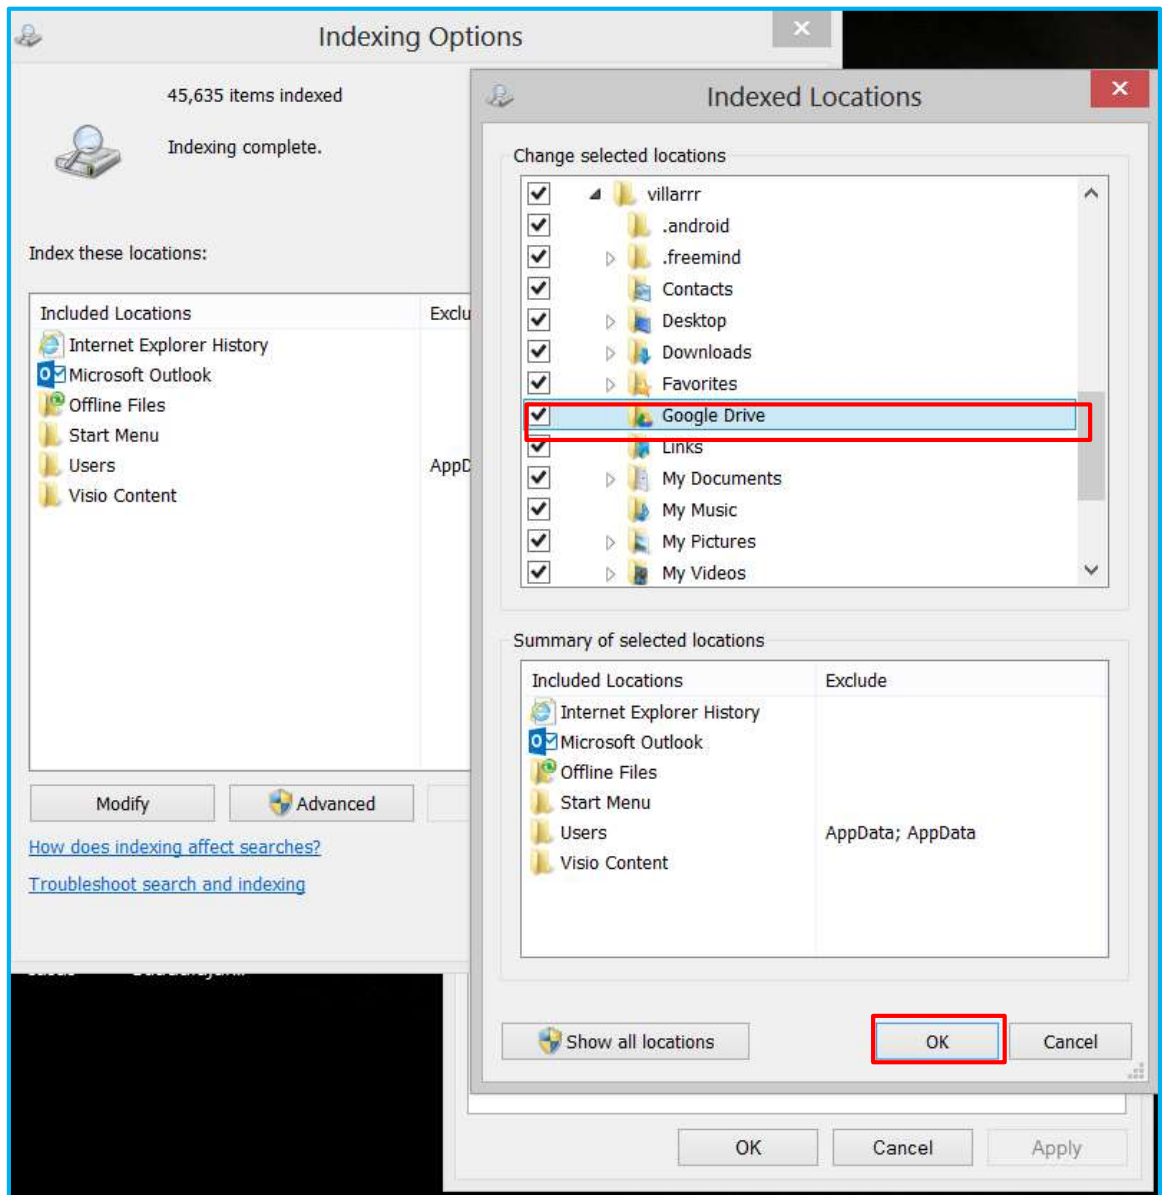 Indexing Options
45,635 items indexed
Indexing complete.
Index these locations:
Included Locations Exclu
Internet Explorer History
Microsoft Outlook
Offline Files
Start Menu
Users AppD
Visio Content
Modify
Advanced
How does indexing affect searches?
Troubleshoot search and indexing
Indexed Locations
Change selected locations
villarrr
.android
.freemind
Contacts
Desktop
Downloads
Favorites
Google Drive
Links
My Documents
My Music
My Pictures
My Videos
Summary of selected locations
Included Locations Exclude
Internet Explorer History
Microsoft Outlook
Offline Files
Start Menu
Users AppData; AppData
Visio Content
Show all locations
OK
Cancel
OK
Cancel
Apply